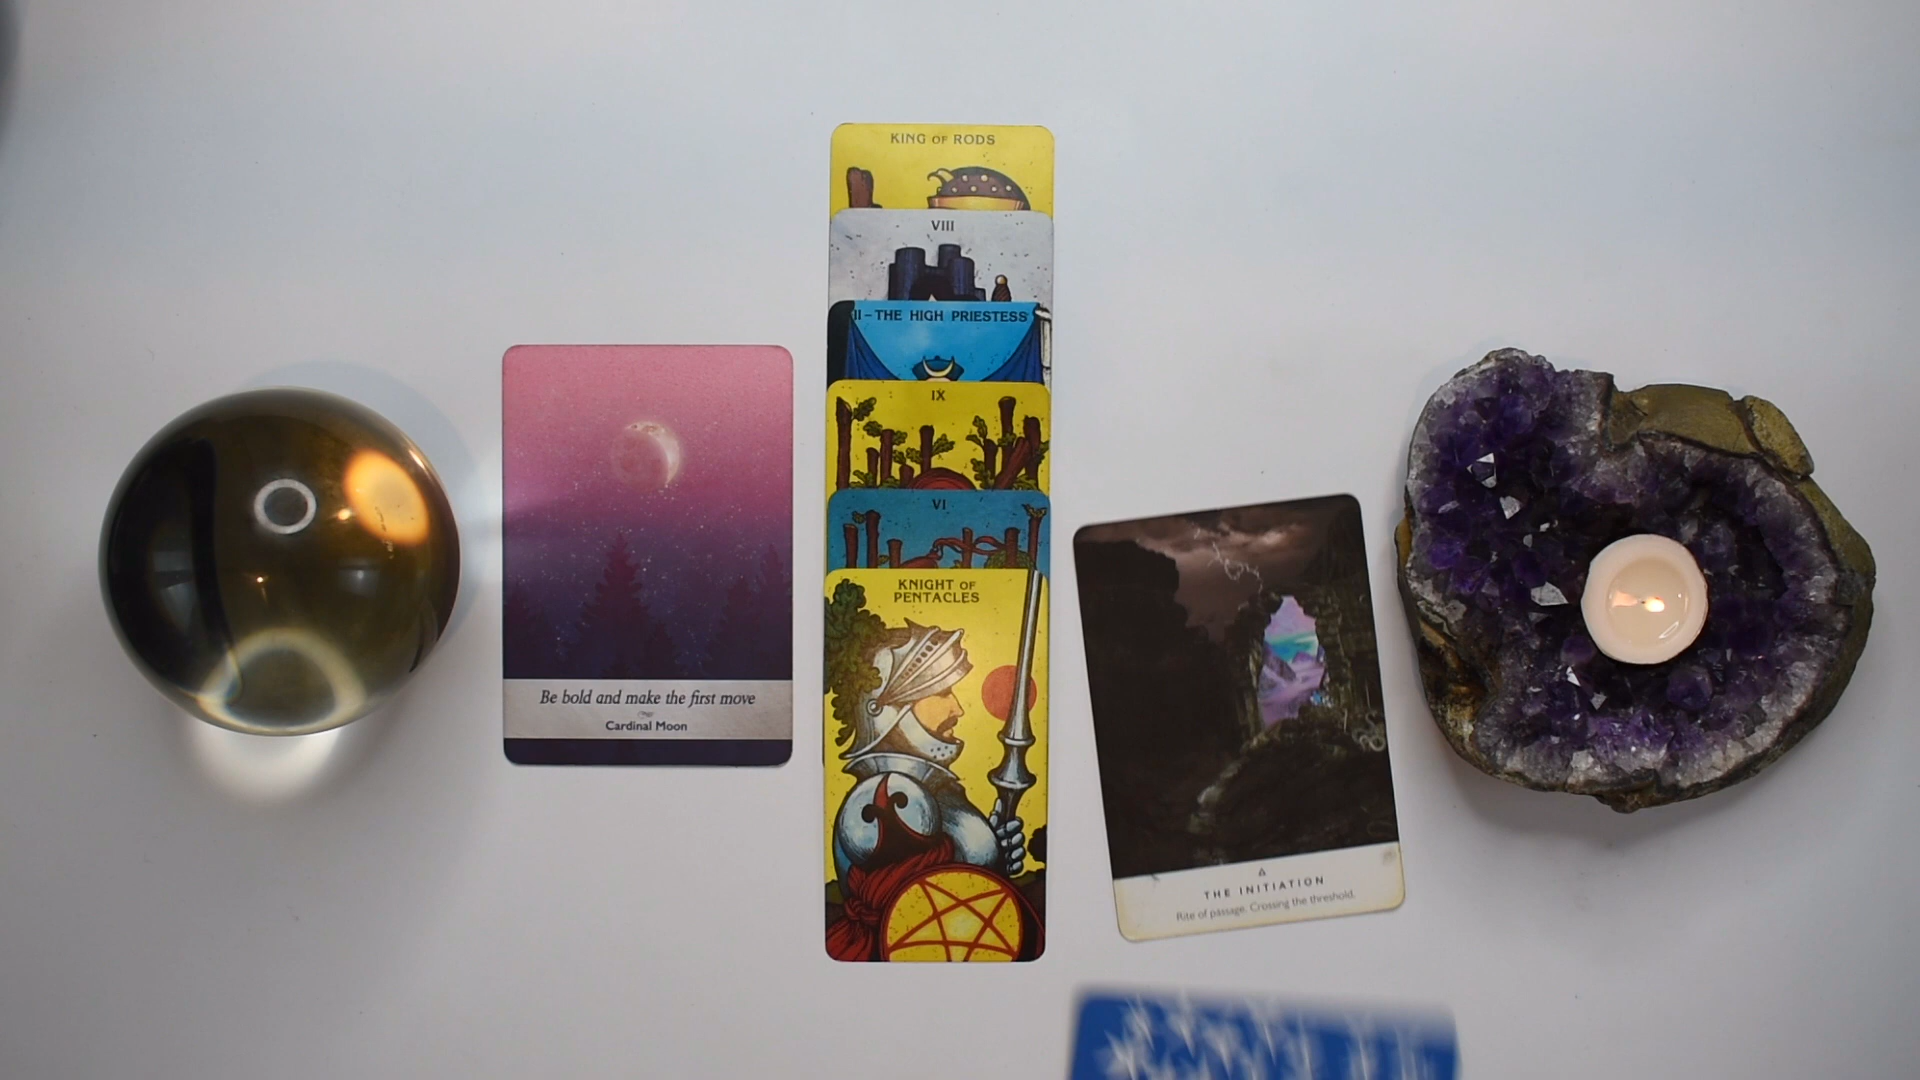 KING OF RODS
VIII
II – THE HIGH PRIESTESS
IX
VI
KNIGHT OF
PENTACLES
Be bold and make the first move
Cardinal Moon
THE INITIATION
Rite of passage. Crossing the threshold.